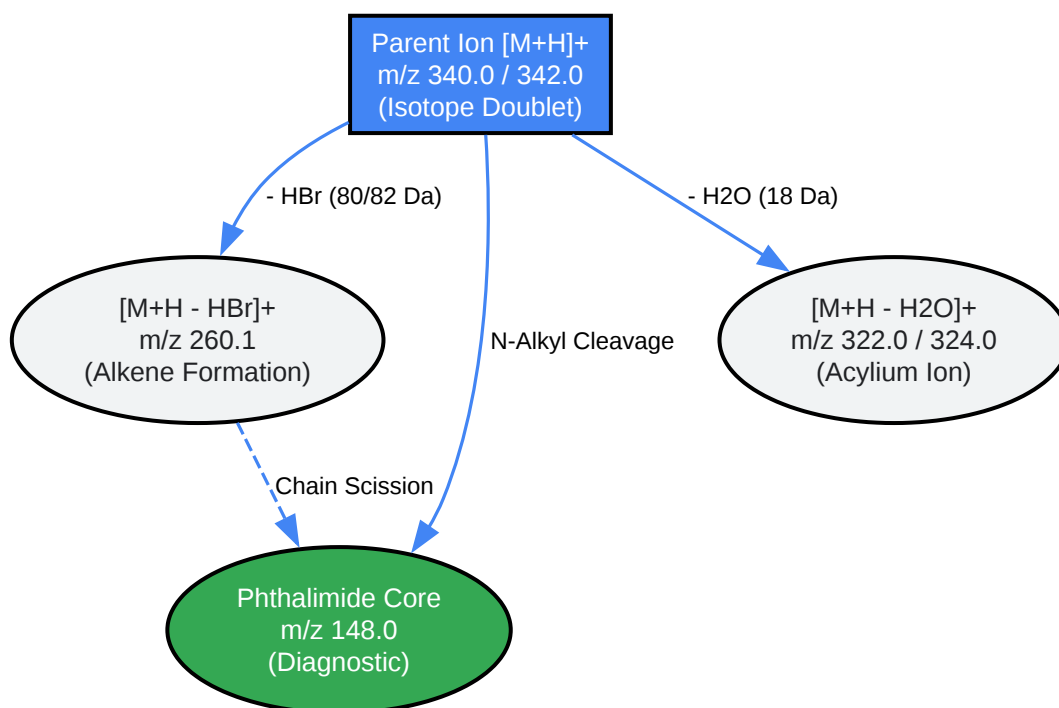 Parent Ion [M+H]+
m/z 340.0 / 342.0
(Isotope Doublet)
- HBr (80/82 Da)
- H2O (18 Da)
[M+H - HBr]+
m/z 260.1
(Alkene Formation)
N-Alkyl Cleavage
[M+H - H2O]+
m/z 322.0 / 324.0
(Acylium Ion)
Chain Scission
Phthalimide Core
m/z 148.0
(Diagnostic)